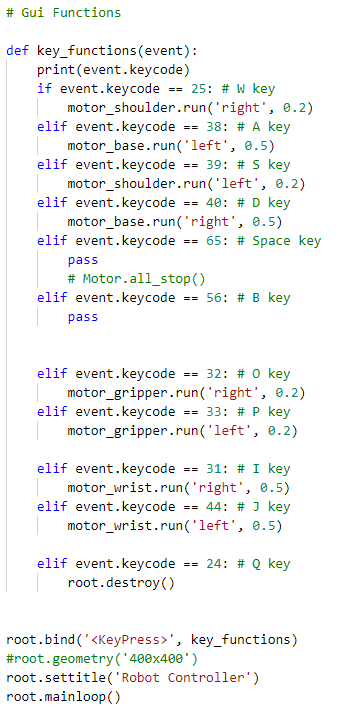 # Gui Functions
def key_functions(event):
    print(event.keycode)
    if event.keycode == 25: # W key
        motor_shoulder.run('right', 0.2)
    elif event.keycode == 38: # A key
        motor_base.run('left', 0.5)
    elif event.keycode == 39: # S key
        motor_shoulder.run('left', 0.2)
    elif event.keycode == 40: # D key
        motor_base.run('right', 0.5)
    elif event.keycode == 65: # Space key
        pass
        # Motor.all_stop()
    elif event.keycode == 56: # B key
        pass
    elif event.keycode == 32: # O key
        motor_gripper.run('right', 0.2)
    elif event.keycode == 33: # P key
        motor_gripper.run('left', 0.2)
    elif event.keycode == 31: # I key
        motor_wrist.run('right', 0.5)
    elif event.keycode == 44: # J key
        motor_wrist.run('left', 0.5)
    elif event.keycode == 24: # Q key
        root.destroy()
root.bind('<KeyPress>', key_functions)
#root.geometry('400x400')
root.settitle('Robot Controller')
root.mainloop()